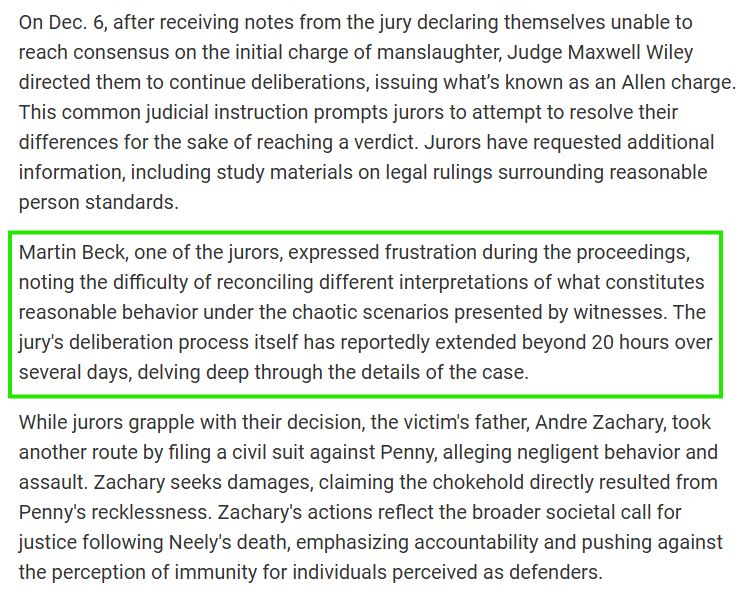 On Dec. 6, after receiving notes from the jury declaring themselves unable to
reach consensus on the initial charge of manslaughter, Judge Maxwell Wiley
directed them to continue deliberations, issuing what's known as an Allen charge.
This common judicial instruction prompts jurors to attempt to resolve their
differences for the sake of reaching a verdict. Jurors have requested additional
information, including study materials on legal rulings surrounding reasonable
person standards.
Martin Beck, one of the jurors, expressed frustration during the proceedings,
noting the difficulty of reconciling different interpretations of what constitutes
reasonable behavior under the chaotic scenarios presented by witnesses. The
jury's deliberation process itself has reportedly extended beyond 20 hours over
several days, delving deep through the details of the case.
While jurors grapple with their decision, the victim's father, Andre Zachary, took
another route by filing a civil suit against Penny, alleging negligent behavior and
assault. Zachary seeks damages, claiming the chokehold directly resulted from
Penny's recklessness. Zachary's actions reflect the broader societal call for
justice following Neely's death, emphasizing accountability and pushing against
the perception of immunity for individuals perceived as defenders.